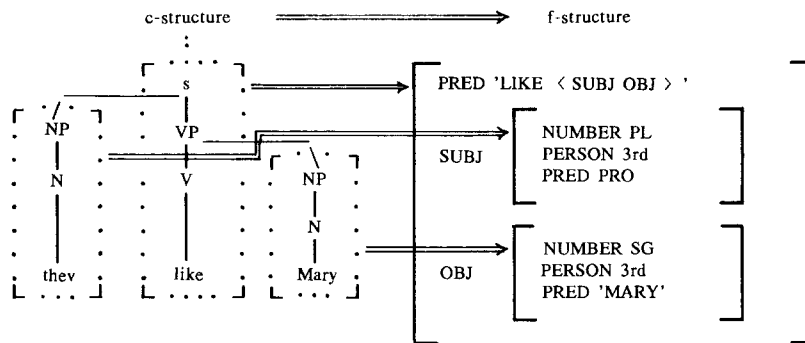 c-structure f-structure
s
PRED 'LIKE < SUBJ OBJ > '
NP VP
SUBJ
NUMBER PL
PERSON 3rd
PRED PRO
N V NP
N
thev like Mary
OBJ
NUMBER SG
PERSON 3rd
PRED 'MARY'